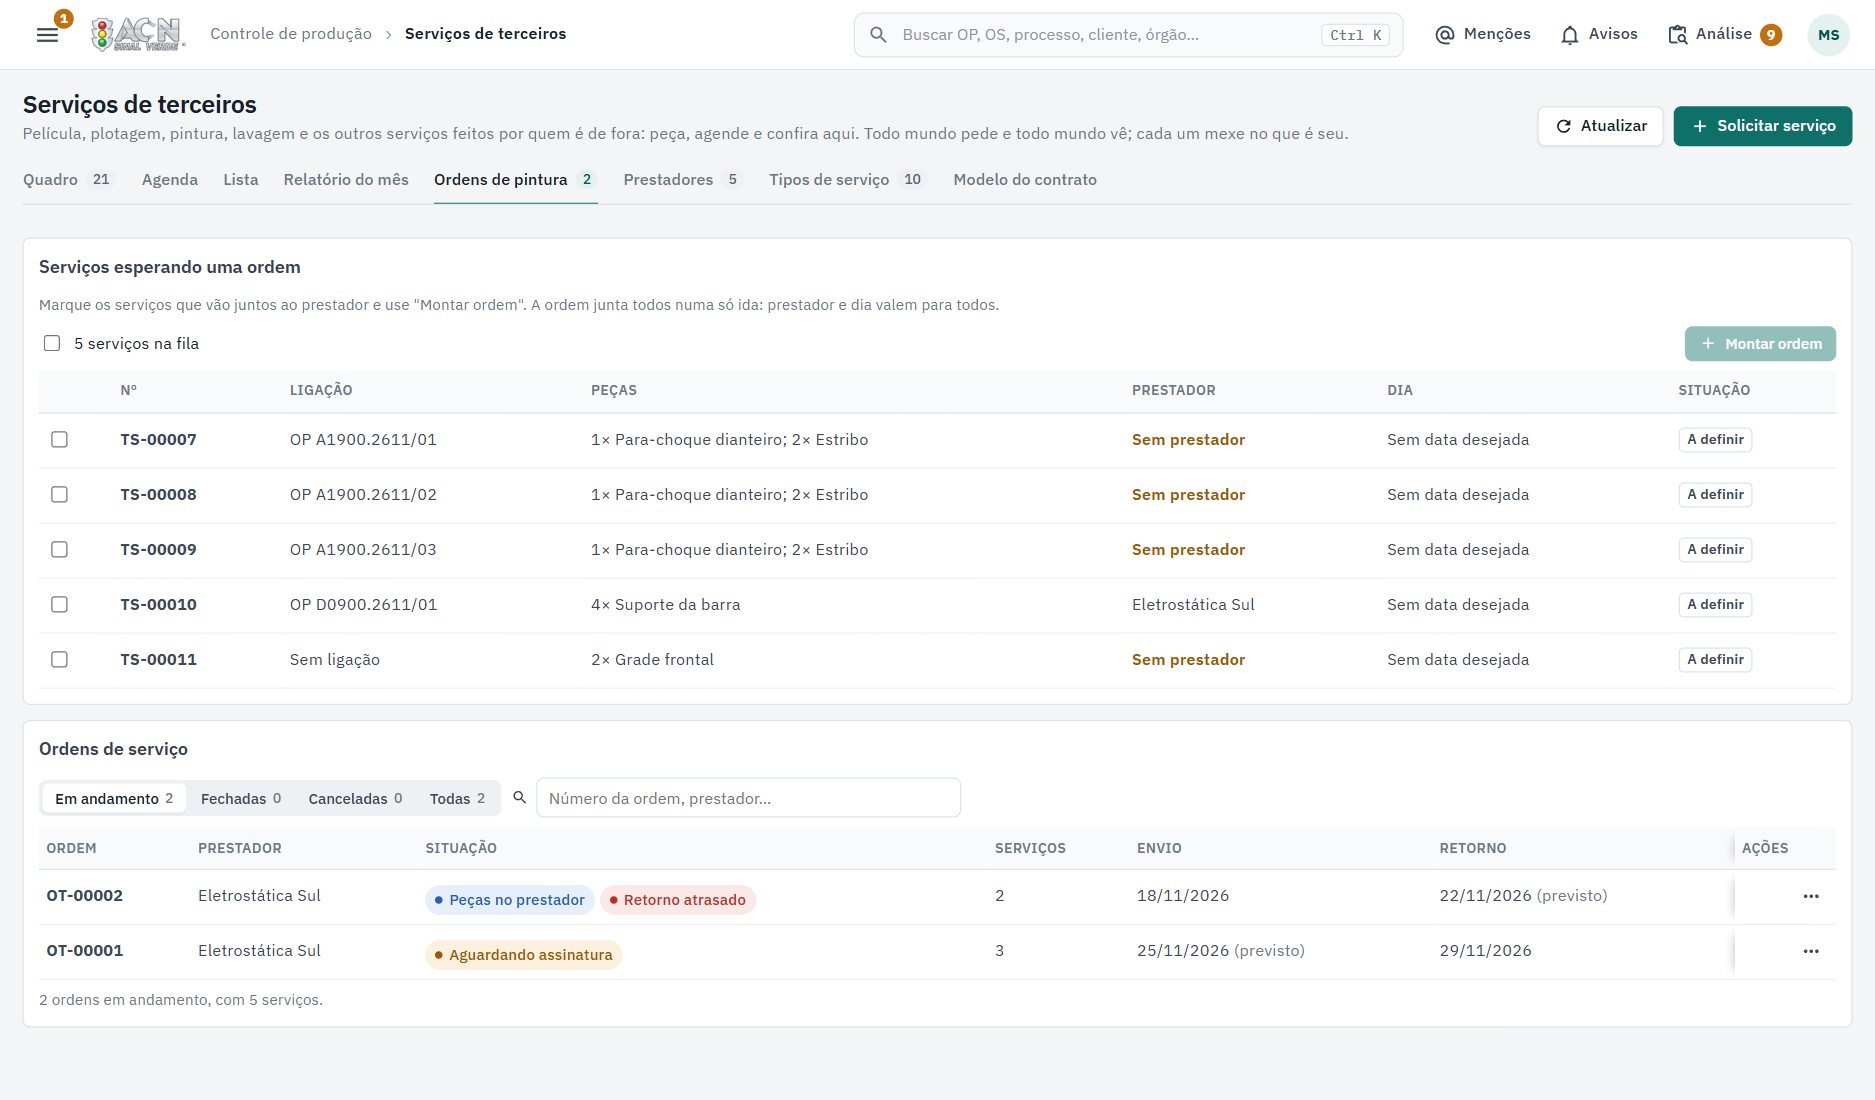 1
ACN
SINAL VERDE
Controle de produção › Serviços de terceiros
Buscar OP, OS, processo, cliente, órgão... Ctrl K
Menções
Avisos
Análise 9
MS
Serviços de terceiros
Película, plotagem, pintura, lavagem e os outros serviços feitos por quem é de fora: peça, agende e confira aqui. Todo mundo pede e todo mundo vê; cada um mexe no que é seu.
Atualizar
+ Solicitar serviço
Quadro 21 Agenda Lista Relatório do mês Ordens de pintura 2 Prestadores 5 Tipos de serviço 10 Modelo do contrato
Serviços esperando uma ordem
Marque os serviços que vão juntos ao prestador e use "Montar ordem". A ordem junta todos numa só ida: prestador e dia valem para todos.
5 serviços na fila
+ Montar ordem
Nº LIGAÇÃO PEÇAS PRESTADOR DIA SITUAÇÃO
TS-00007 OP A1900.2611/01 1× Para-choque dianteiro; 2× Estribo Sem prestador Sem data desejada A definir
TS-00008 OP A1900.2611/02 1× Para-choque dianteiro; 2× Estribo Sem prestador Sem data desejada A definir
TS-00009 OP A1900.2611/03 1× Para-choque dianteiro; 2× Estribo Sem prestador Sem data desejada A definir
TS-00010 OP D0900.2611/01 4× Suporte da barra Eletrostática Sul Sem data desejada A definir
TS-00011 Sem ligação 2× Grade frontal Sem prestador Sem data desejada A definir
Ordens de serviço
Em andamento 2 Fechadas 0 Canceladas 0 Todas 2 Número da ordem, prestador...
ORDEM PRESTADOR SITUAÇÃO SERVIÇOS ENVIO RETORNO AÇÕES
OT-00002 Eletrostática Sul Peças no prestador Retorno atrasado 2 18/11/2026 22/11/2026 (previsto) ...
OT-00001 Eletrostática Sul Aguardando assinatura 3 25/11/2026 (previsto) 29/11/2026 ...
2 ordens em andamento, com 5 serviços.